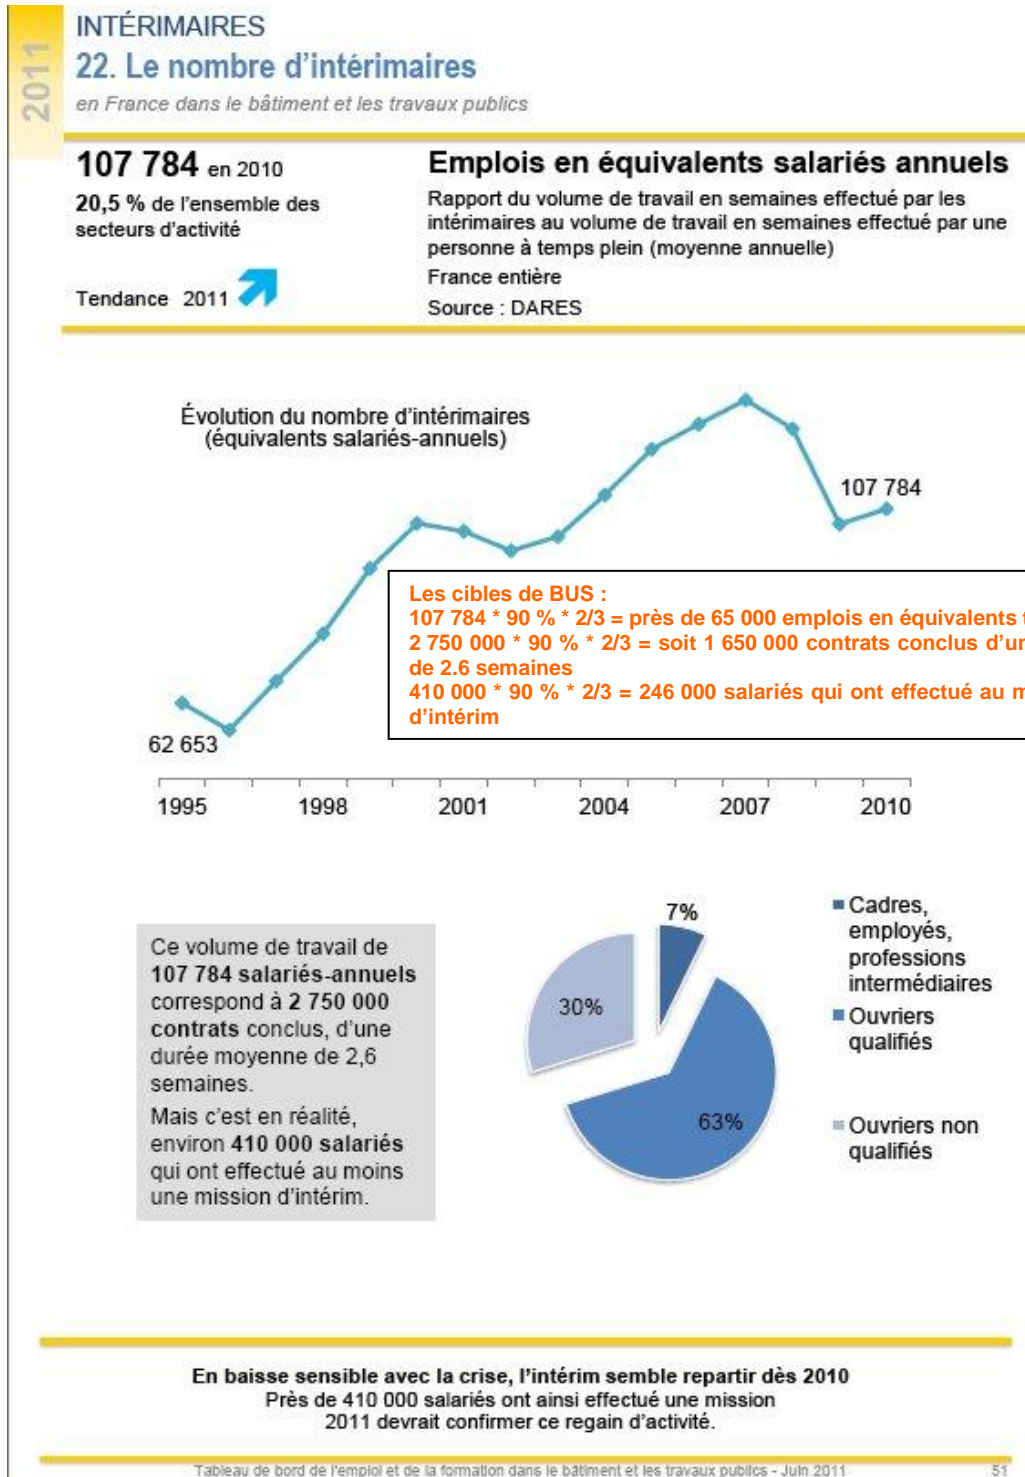 2011
INTÉRIMAIRES
22. Le nombre d'intérimaires
en France dans le bâtiment et les travaux publics
107 784 en 2010
20,5 % de l'ensemble des
secteurs d'activité
Tendance 2011
Emplois en équivalents salariés annuels
Rapport du volume de travail en semaines effectué par les
intérimaires au volume de travail en semaines effectué par une
personne à temps plein (moyenne annuelle)
France entière
Source : DARES
Évolution du nombre d'intérimaires
(équivalents salariés-annuels)
107 784
Les cibles de BUS :
107 784 * 90 % * 2/3 = près de 65 000 emplois en équivalents
2 750 000 * 90 % * 2/3 = soit 1 650 000 contrats conclus
de 2.6 semaines
410 000 * 90 % * 2/3 = 246 000 salariés qui ont effectué au
d'intérim
62 653
1995 1998 2001 2004 2007 2010
Ce volume de travail de
107 784 salariés-annuels
correspond à 2 750 000
contrats conclus, d'une
durée moyenne de 2,6
semaines.
Mais c'est en réalité,
environ 410 000 salariés
qui ont effectué au moins
une mission d'intérim.
7%
30%
63%
Cadres,
employés,
professions
intermédiaires
Ouvriers
qualifiés
Ouvriers non
qualifiés
En baisse sensible avec la crise, l'intérim semble repartir dès 2010
Près de 410 000 salariés ont ainsi effectué une mission
2011 devrait confirmer ce regain d'activité.
Tableau de bord de l'emploi et de la formation dans le bâtiment et les travaux publics - Juin 2011 51